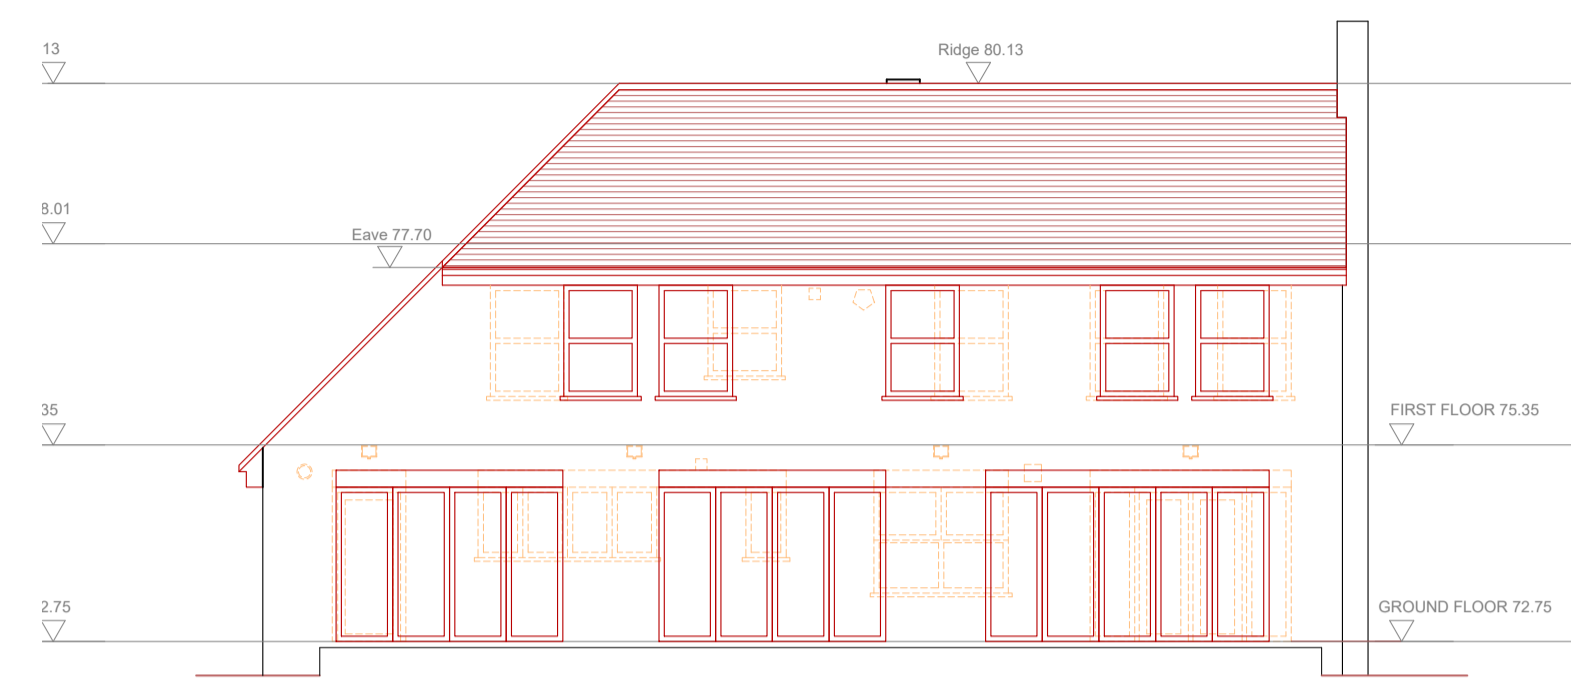 13
Ridge 80.13
8.01
Eave 77.70
35
FIRST FLOOR 75.35
2.75
GROUND FLOOR 72.75